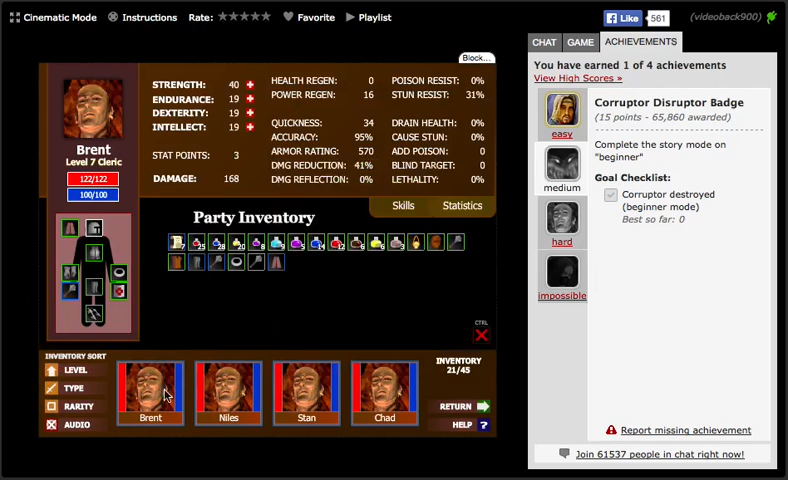 Cinematic Mode Instructions Rate: Favorite Playlist
Like 561 (videoback900)
CHAT GAME ACHIEVEMENTS
You have earned 1 of 4 achievements
View High Scores »
easy
medium
hard
impossible
Corruptor Disruptor Badge
(15 points - 65,860 awarded)
Complete the story mode on
"beginner"
Goal Checklist:
Corruptor destroyed
(beginner mode)
Best so far: 0
Report missing achievement
Join 61537 people in chat right now!
Block...
Brent
Level 7 Cleric
122/122
100/100
STRENGTH: 40
ENDURANCE: 19
DEXTERITY: 19
INTELLECT: 19
STAT POINTS: 3
DAMAGE: 168
HEALTH REGEN: 0
POWER REGEN: 16
QUICKNESS: 34
ACCURACY: 95%
ARMOR RATING: 570
DMG REDUCTION: 41%
DMG REFLECTION: 0%
POISON RESIST: 0%
STUN RESIST: 31%
DRAIN HEALTH: 0%
CAUSE STUN: 0%
ADD POISON: 0
BLIND TARGET: 0
LETHALITY: 0%
Skills Statistics
Party Inventory
CTRL
INVENTORY SORT
LEVEL
TYPE
RARITY
AUDIO
Brent Niles Stan Chad
INVENTORY
21/45
RETURN
HELP ?